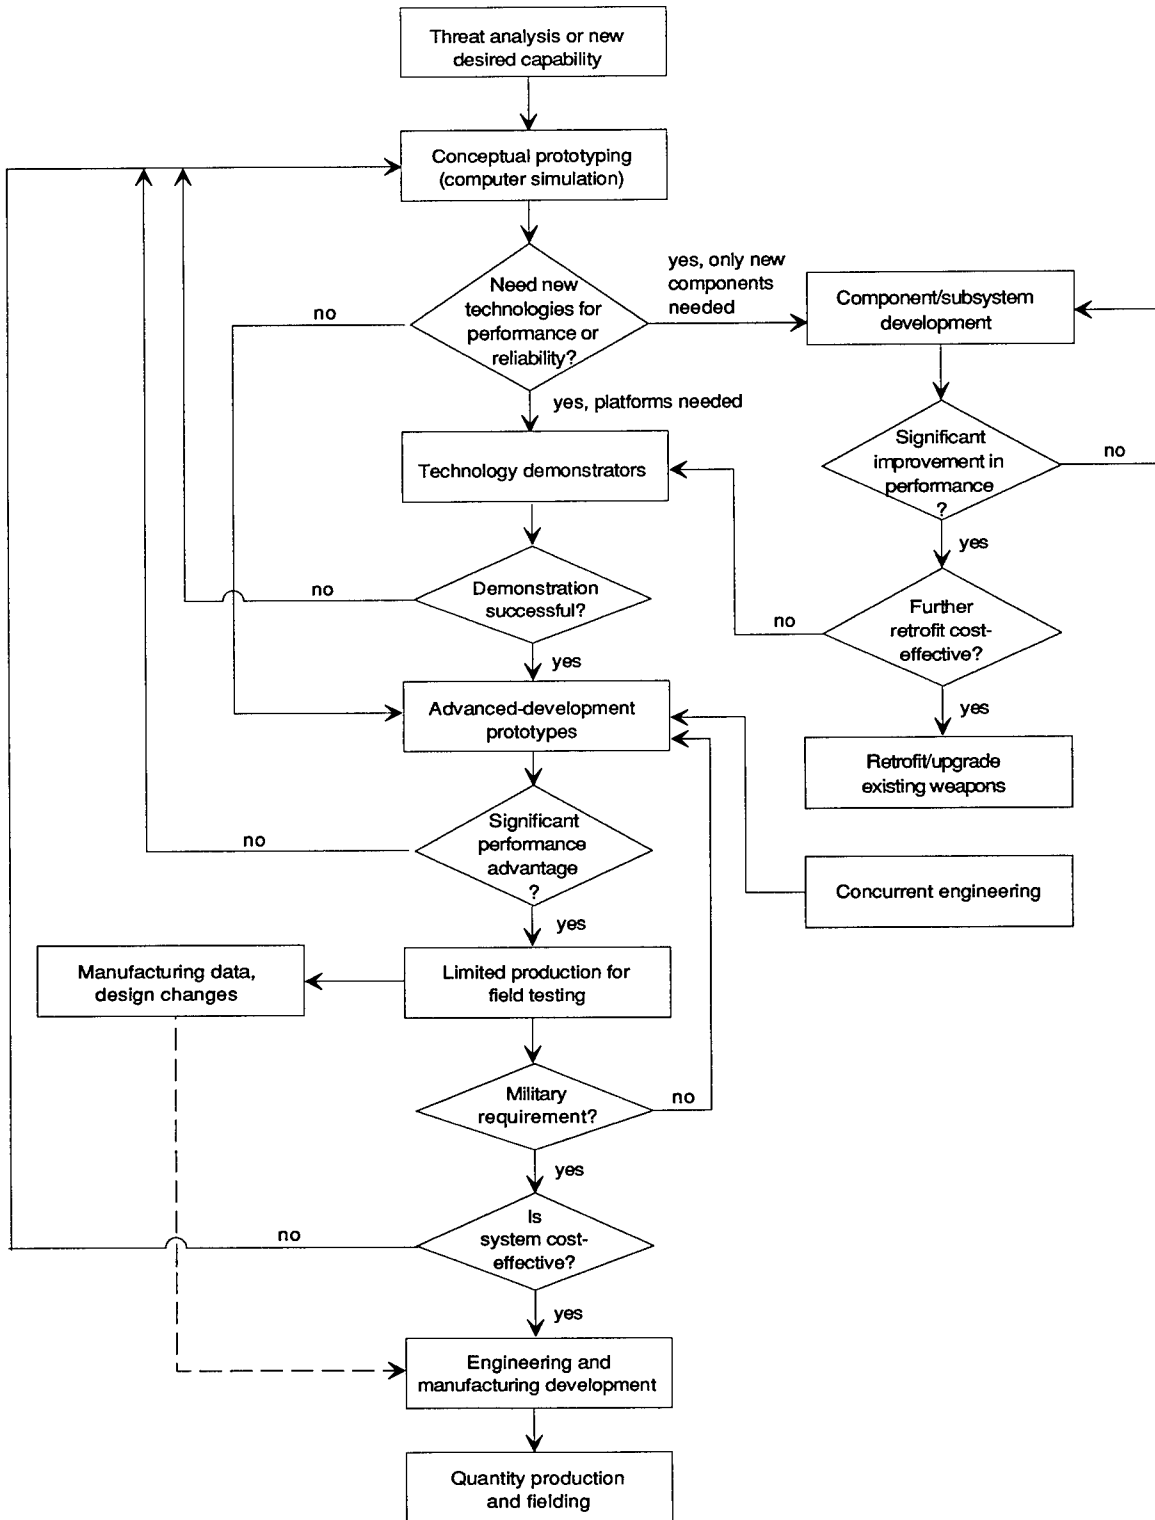 Threat analysis or new
desired capability
Conceptual prototyping
(computer simulation)
Need new
technologies for
performance or
reliability?
no
yes, only new
components
needed
Component/subsystem
development
yes, platforms needed
Technology demonstrators
Significant
improvement in
performance
?
no
yes
Demonstration
successful?
no
yes
Further
retrofit cost-
effective?
no
yes
Advanced-development
prototypes
Retrofit/upgrade
existing weapons
Significant
performance
advantage
?
no
yes
Concurrent engineering
Manufacturing data,
design changes
Limited production for
field testing
Military
requirement?
no
yes
Is
system cost-
effective?
no
yes
Engineering and
manufacturing development
Quantity production
and fielding